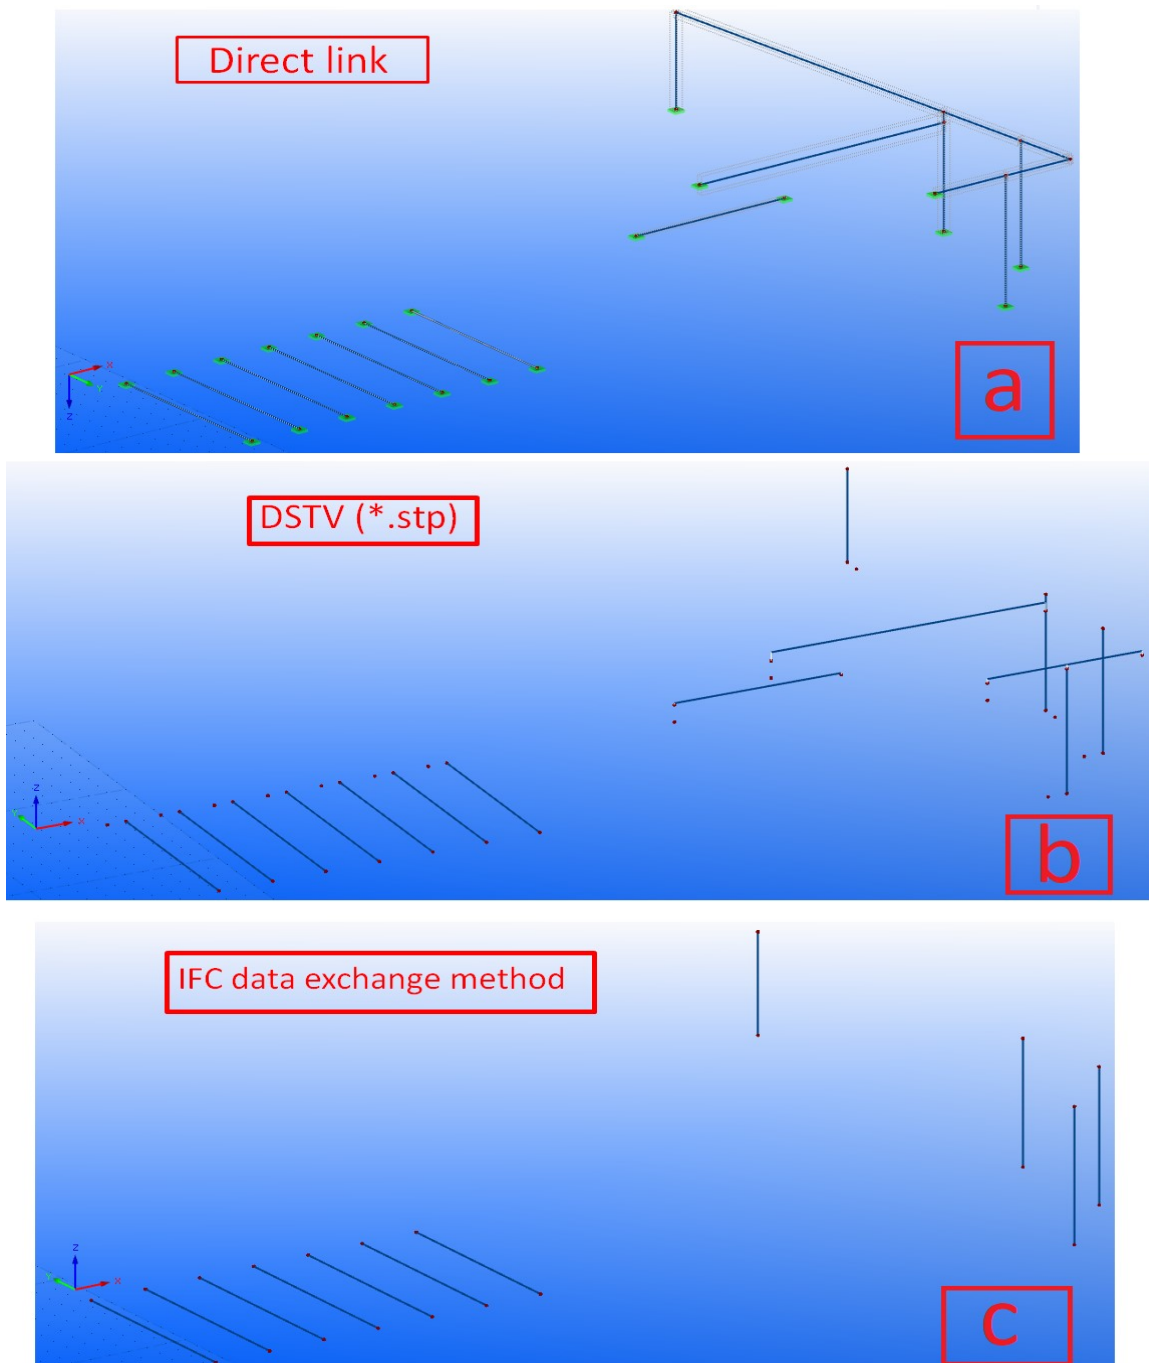 Direct link
X
Y
Z
a
DSTV (*.stp)
Z
X
b
IFC data exchange method
Z
Y
X
c